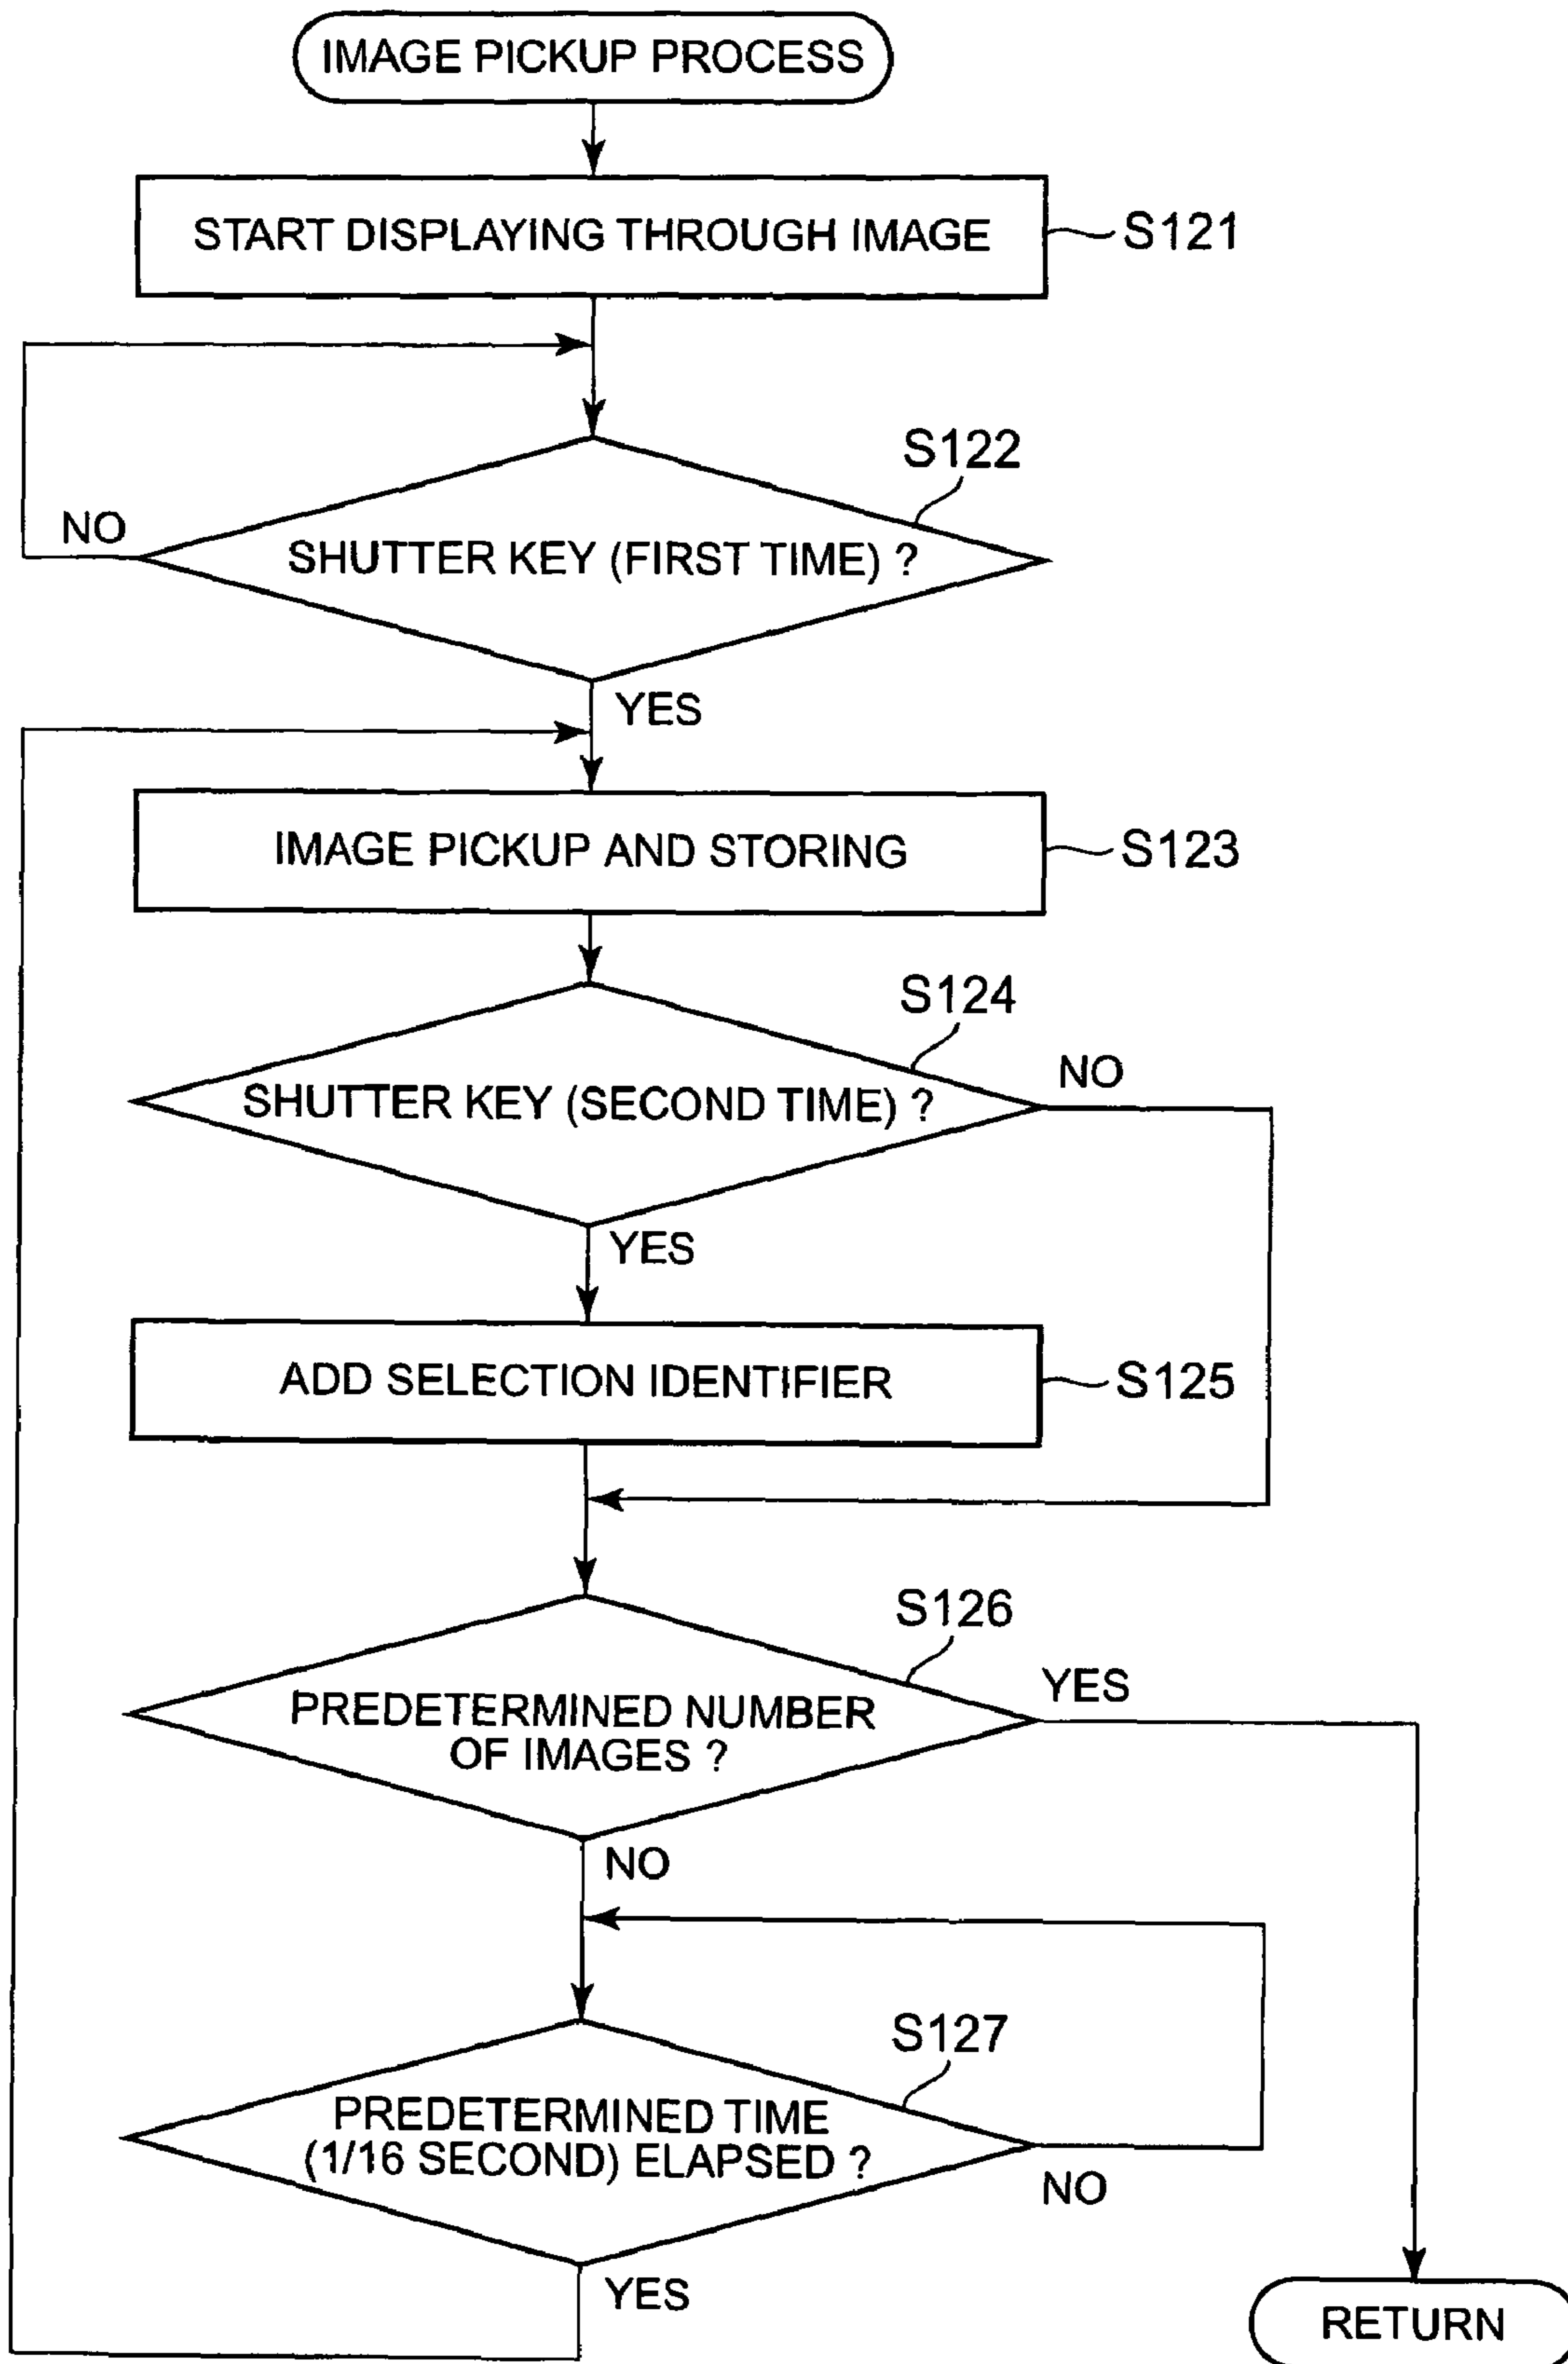 IMAGE PICKUP PROCESS
START DISPLAYING THROUGH IMAGE
S121
S122
NO
SHUTTER KEY (FIRST TIME) ?
YES
IMAGE PICKUP AND STORING
S123
S124
NO
SHUTTER KEY (SECOND TIME) ?
YES
ADD SELECTION IDENTIFIER
S125
S126
YES
PREDETERMINED NUMBER
OF IMAGES ?
NO
S127
PREDETERMINED TIME
(1/16 SECOND) ELAPSED ?
NO
YES
RETURN